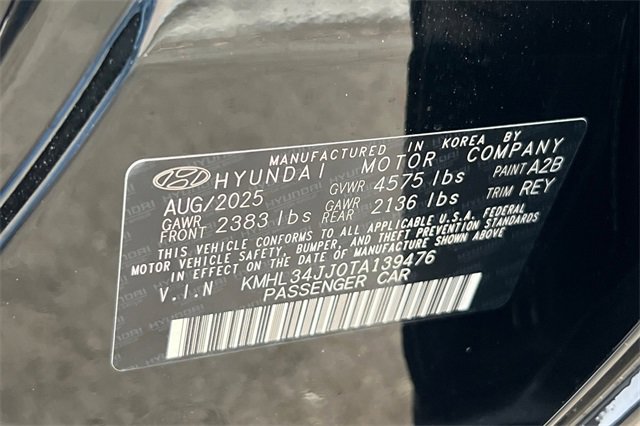 MANUFACTURED IN KOREA BY
HYUNDAI MOTOR COMPANY
AUG/2025 GVWR 4575 lbs PAINT A2B
GAWR FRONT 2383 lbs GAWR REAR 2136 lbs TRIM REY
THIS VEHICLE CONFORMS TO ALL APPLICABLE U.S.A. FEDERAL
MOTOR VEHICLE SAFETY, BUMPER, AND THEFT PREVENTION STANDARDS
IN EFFECT ON THE DATE OF MANUFACTURE SHOWN ABOVE.
V.I.N KMHL34JJ0TA139476
PASSENGER CAR